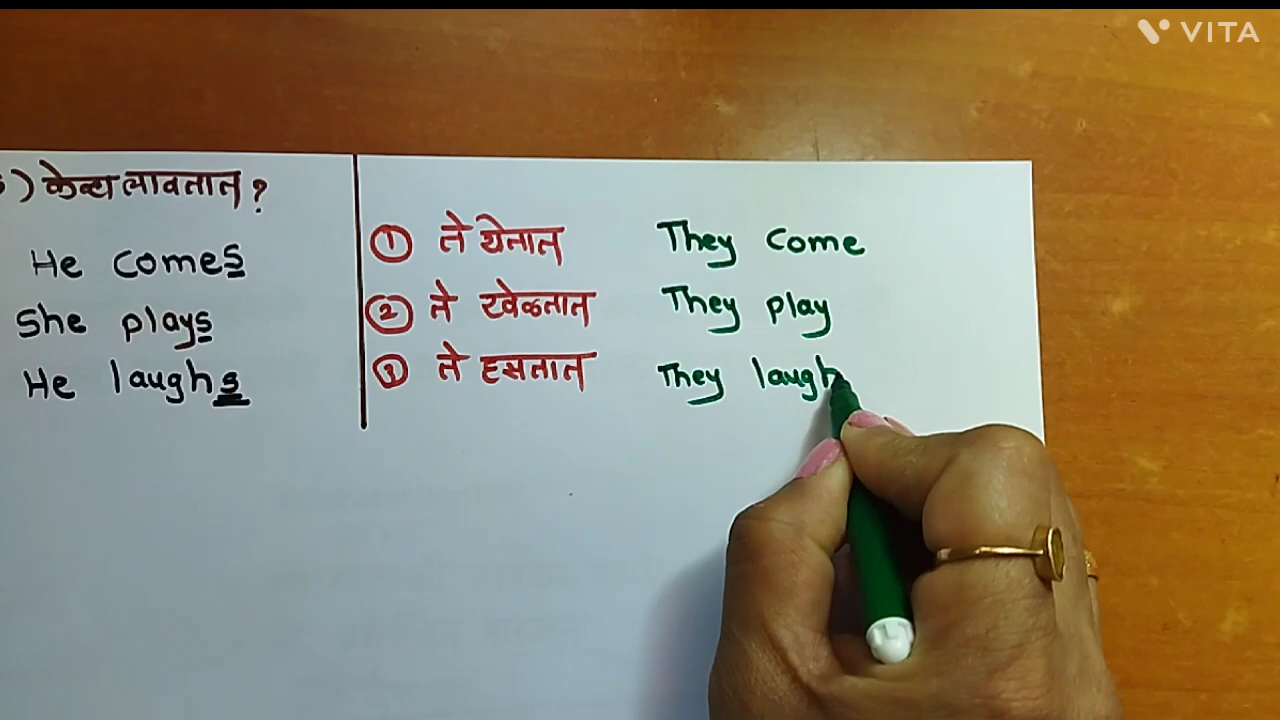 VITA
) केव्हा लावतात् ?
He comes
She plays
He laughs
① ते येतात् They come
② ते खेळतात् They play
③ ते हसतात् They laugh